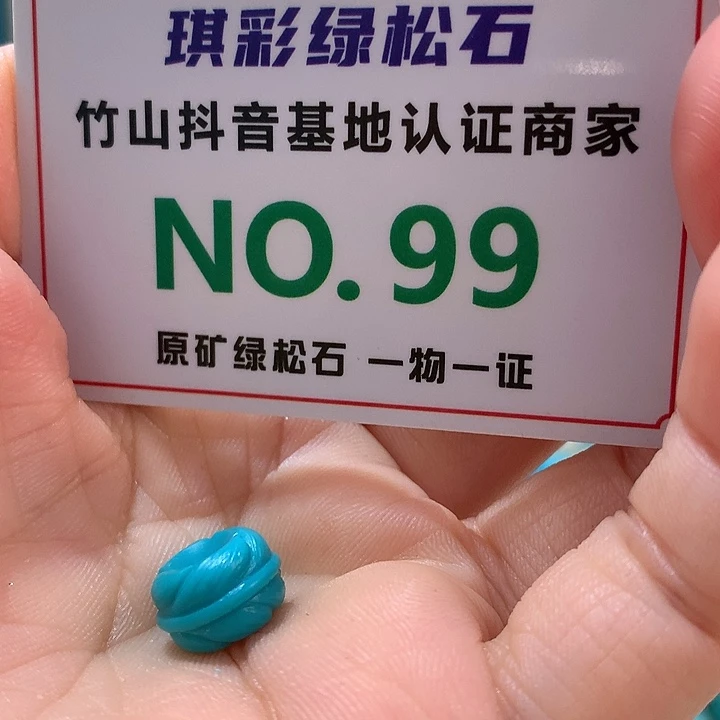 琪彩绿松石
竹山抖音基地认证商家
NO.99
原矿绿松石 一物一证